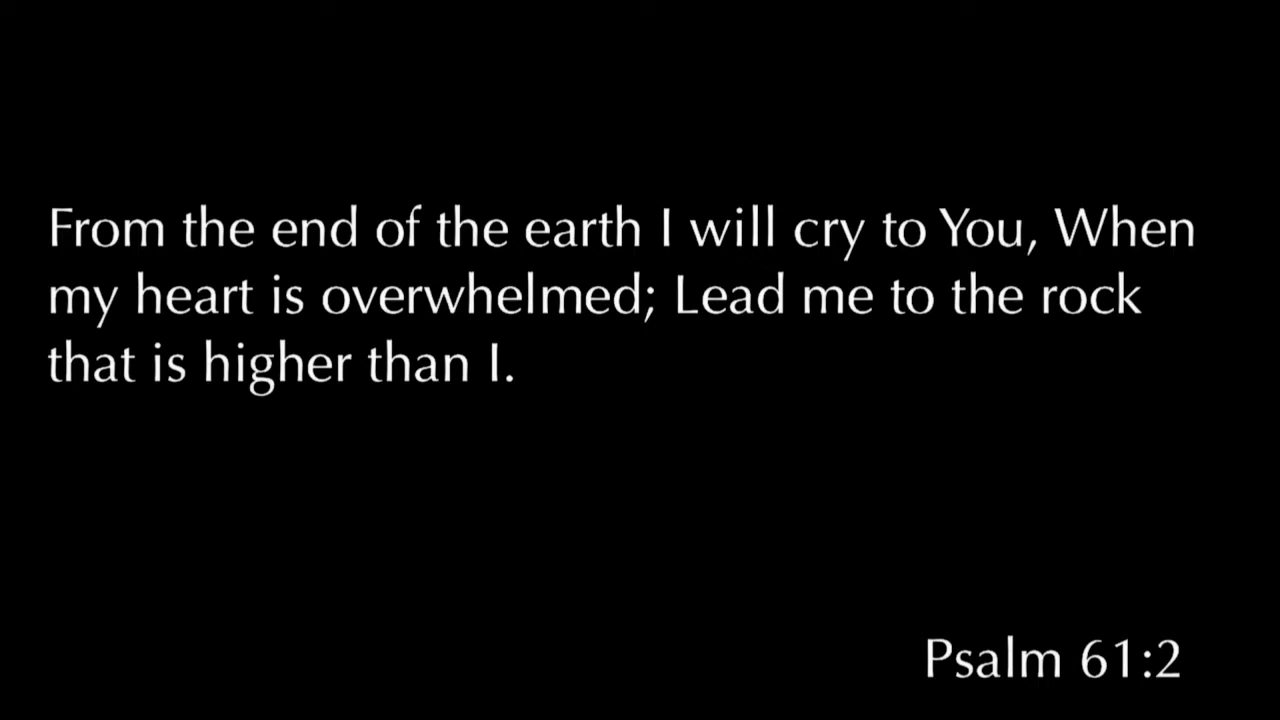 From the end of the earth I will cry to You, When
my heart is overwhelmed; Lead me to the rock
that is higher than I.
Psalm 61:2